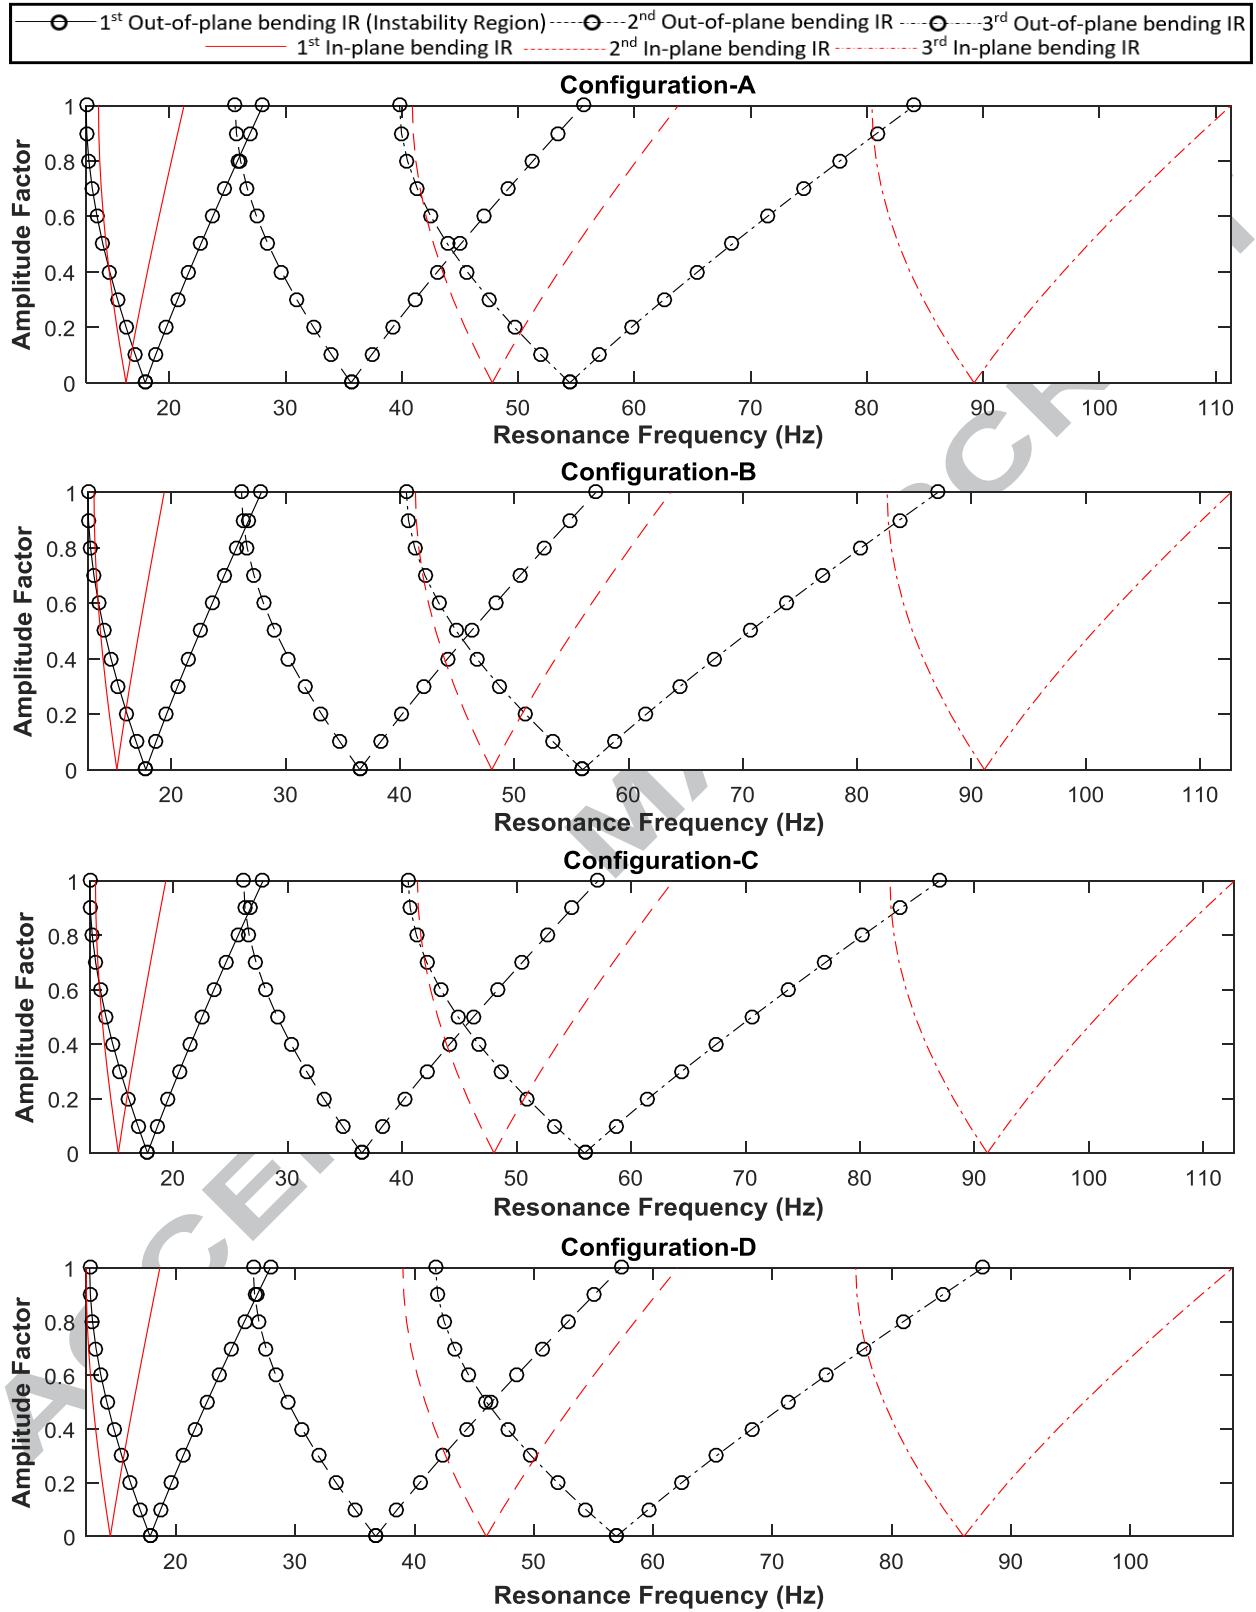 1st Out-of-plane bending IR (Instability Region) 2nd Out-of-plane bending IR 3rd Out-of-plane bending IR
1st In-plane bending IR 2nd In-plane bending IR 3rd In-plane bending IR
Configuration-A
Amplitude Factor
1
0.8
0.6
0.4
0.2
0
20 30 40 50 60 70 80 90 100 110
Resonance Frequency (Hz)
Configuration-B
Amplitude Factor
1
0.8
0.6
0.4
0.2
0
20 30 40 50 60 70 80 90 100 110
Resonance Frequency (Hz)
Configuration-C
Amplitude Factor
1
0.8
0.6
0.4
0.2
0
20 30 40 50 60 70 80 90 100 110
Resonance Frequency (Hz)
Configuration-D
Amplitude Factor
1
0.8
0.6
0.4
0.2
0
20 30 40 50 60 70 80 90 100
Resonance Frequency (Hz)